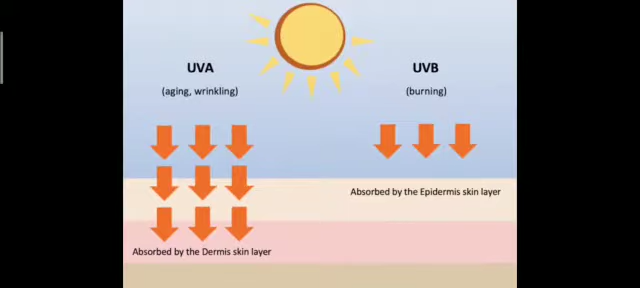 UVA
(aging, wrinkling)
UVB
(burning)
Absorbed by the Epidermis skin layer
Absorbed by the Dermis skin layer